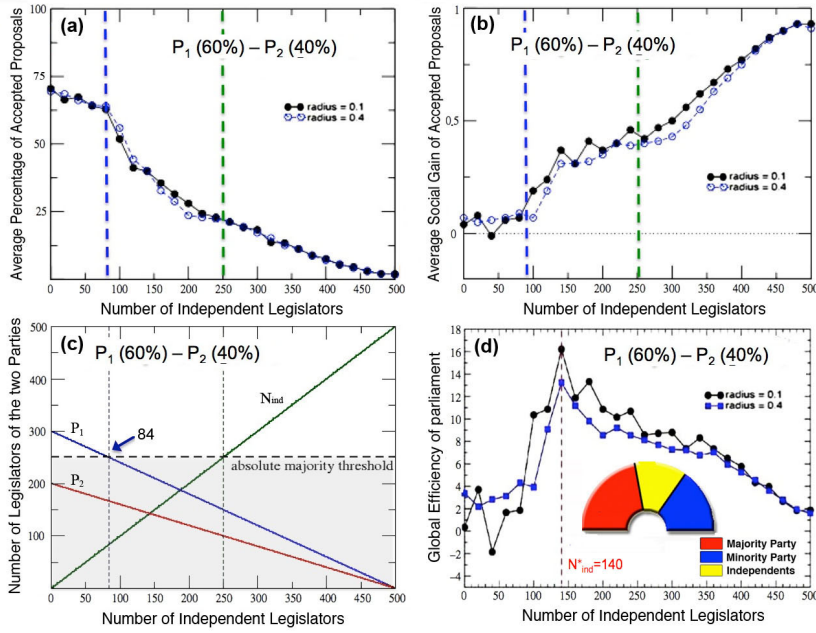 (a)
P₁ (60%) – P₂ (40%)
radius = 0.1
radius = 0.4
Average Percentage of Accepted Proposals
100
75
50
25
0 50 100 150 200 250 300 350 400 450 500
Number of Independent Legislators
(b)
P₁ (60%) – P₂ (40%)
radius = 0.1
radius = 0.4
Average Social Gain of Accepted Proposals
1
0,5
0
0 50 100 150 200 250 300 350 400 450 500
Number of Independent Legislators
(c)
P₁ (60%) – P₂ (40%)
Nind
P₁
84
absolute majority threshold
P₂
Number of Legislators of the two Parties
500
400
300
200
100
0 50 100 150 200 250 300 350 400 450 500
Number of Independent Legislators
(d)
P₁ (60%) – P₂ (40%)
radius = 0.1
radius = 0.4
Majority Party
Minority Party
Independents
N*ind=140
Global Efficiency of parliament
18
16
14
12
10
8
6
4
2
0
-2
-4
0 50 100 150 200 250 300 350 400 450 500
Number of Independent Legislators